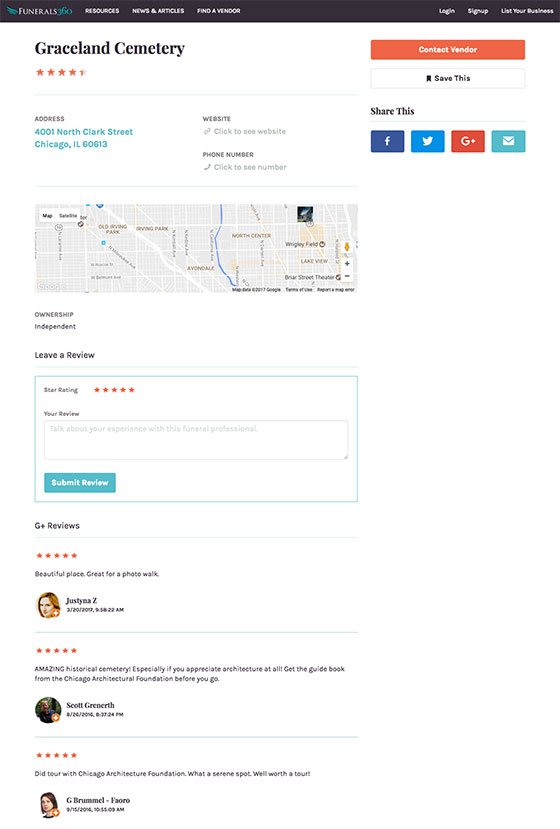 FUNERALS360 RESOURCES NEWS & ARTICLES FIND A VENDOR Login Signup List Your Business
Graceland Cemetery
Contact Vendor
Save This
ADDRESS
4001 North Clark Street
Chicago, IL 60613
WEBSITE
Click to see website
PHONE NUMBER
Click to see number
Share This
G+
Map Satellite
OLD IRVING
PARK
IRVING PARK
NORTH CENTER
Wrigley Field
LAKE VIEW
AVONDALE
Briar Street Theater
Map data ©2017 Google Terms of Use Report a map error
OWNERSHIP
Independent
Leave a Review
Star Rating
Your Review
Talk about your experience with this funeral professional.
Submit Review
G+ Reviews
Beautiful place. Great for a photo walk.
Justyna Z
3/20/2017, 9:58:22 AM
AMAZING historical cemetery! Especially if you appreciate architecture at all! Get the guide book
from the Chicago Architectural Foundation before you go.
Scott Grenerth
8/26/2016, 8:37:24 PM
Did tour with Chicago Architecture Foundation. What a serene spot. Well worth a tour!
G Brummel - Faoro
9/15/2016, 10:55:09 AM